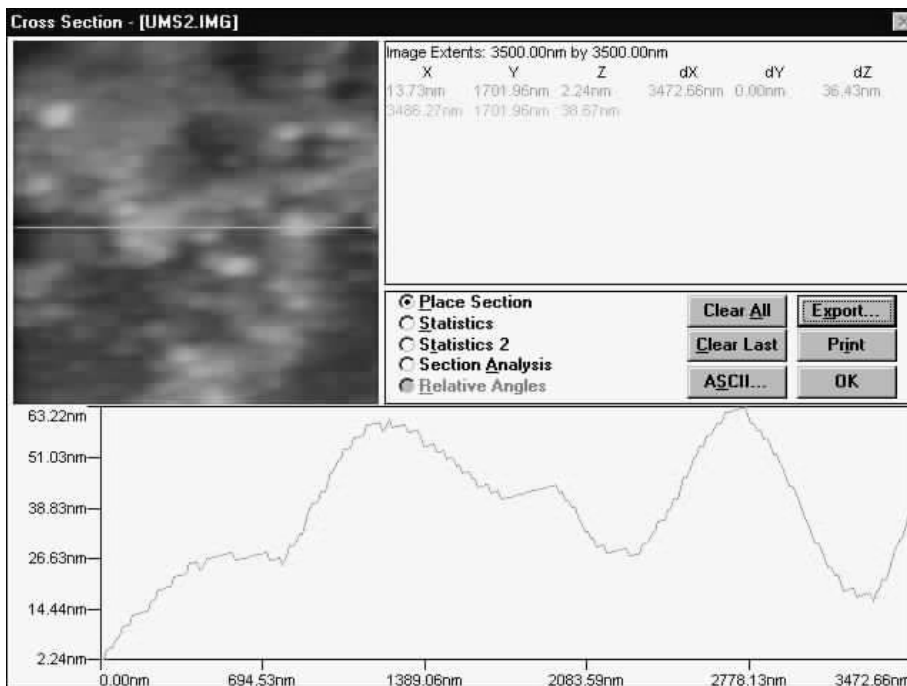 Cross Section - [UMS2.IMG]
Image Extents: 3500.00nm by 3500.00nm
X Y Z dX dY dZ
13.73nm 1701.96nm 2.24nm 3472.66nm 0.00nm 36.43nm
3486.27nm 1701.96nm 38.67nm
Place Section
Statistics
Statistics 2
Section Analysis
Relative Angles
Clear All Export...
Clear Last Print
ASCII... OK
63.22nm
51.03nm
38.83nm
26.63nm
14.44nm
2.24nm
0.00nm 694.53nm 1389.06nm 2083.59nm 2778.13nm 3472.66nm